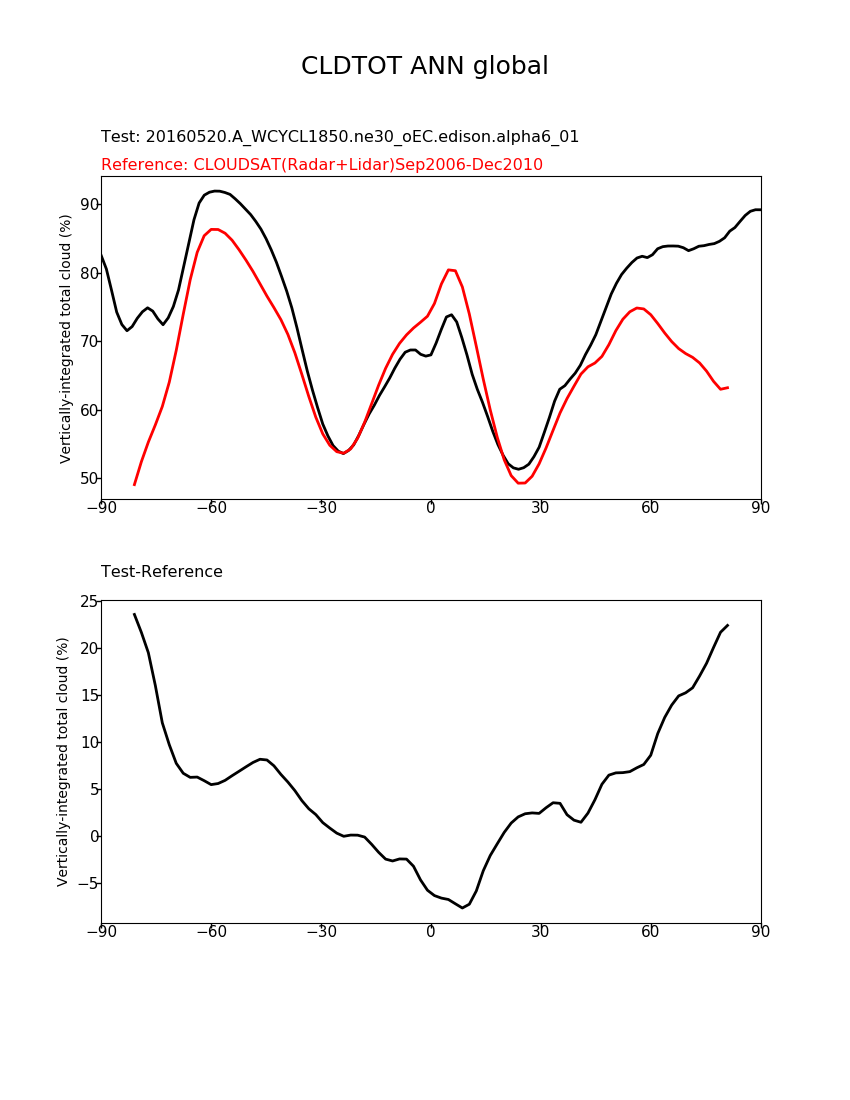 CLDTOT ANN global
Test: 20160520.A_WCYCL1850.ne30_oEC.edison.alpha6_01
Reference: CLOUDSAT(Radar+Lidar)Sep2006-Dec2010
Vertically-integrated total cloud (%)
90
80
70
60
50
−90 −60 −30 0 30 60 90
Test-Reference
Vertically-integrated total cloud (%)
25
20
15
10
5
0
−5
−90 −60 −30 0 30 60 90